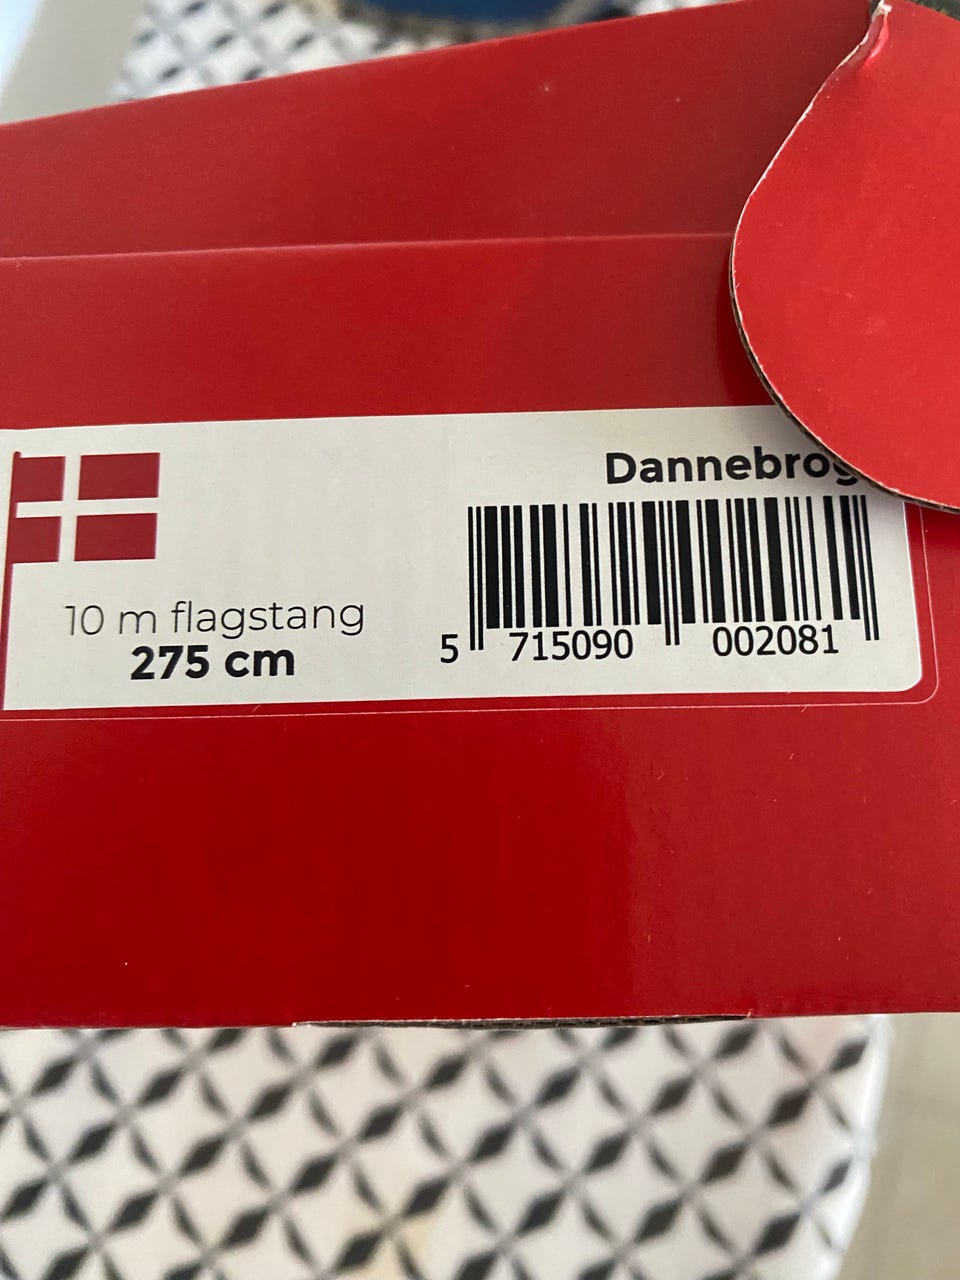 Dannebrog
10 m flagstang
275 cm
5 715090 002081